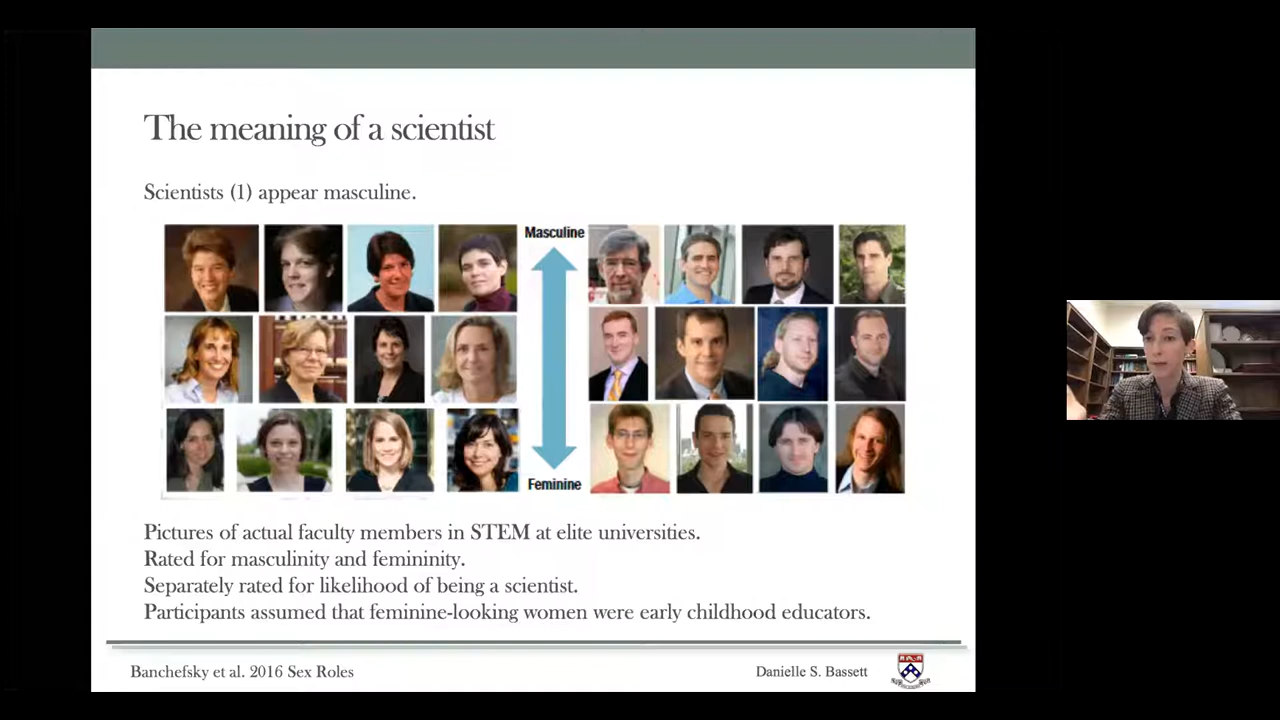 The meaning of a scientist
Scientists (1) appear masculine.
Masculine
Feminine
Pictures of actual faculty members in STEM at elite universities.
Rated for masculinity and femininity.
Separately rated for likelihood of being a scientist.
Participants assumed that feminine-looking women were early childhood educators.
Banchefsky et al. 2016 Sex Roles
Danielle S. Bassett